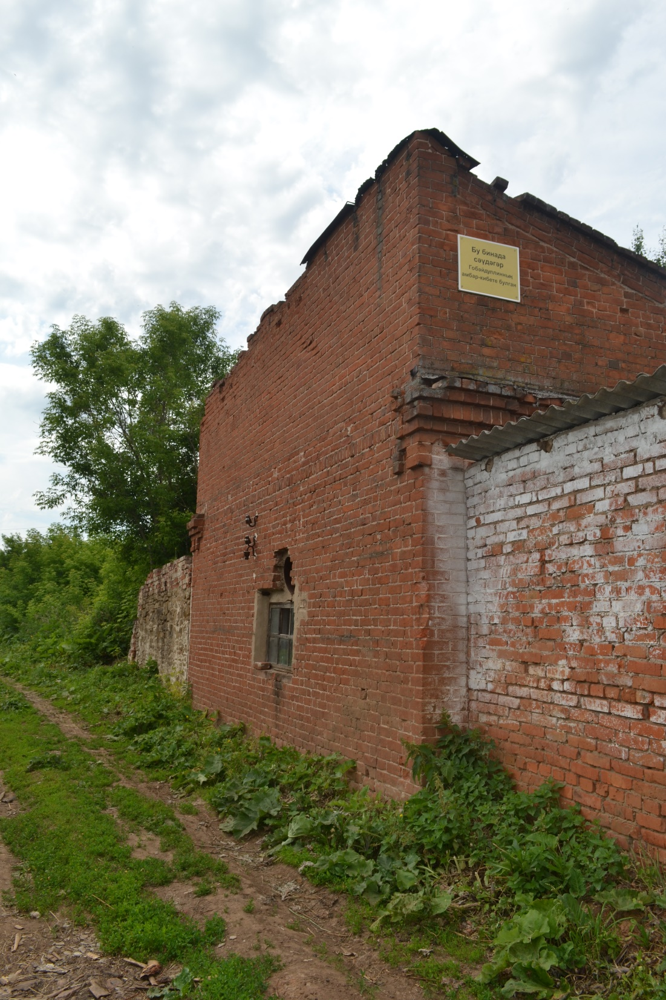 Бу бинада
сәүдәгәр
Гобәйдуллинның
амбар-кибете булган